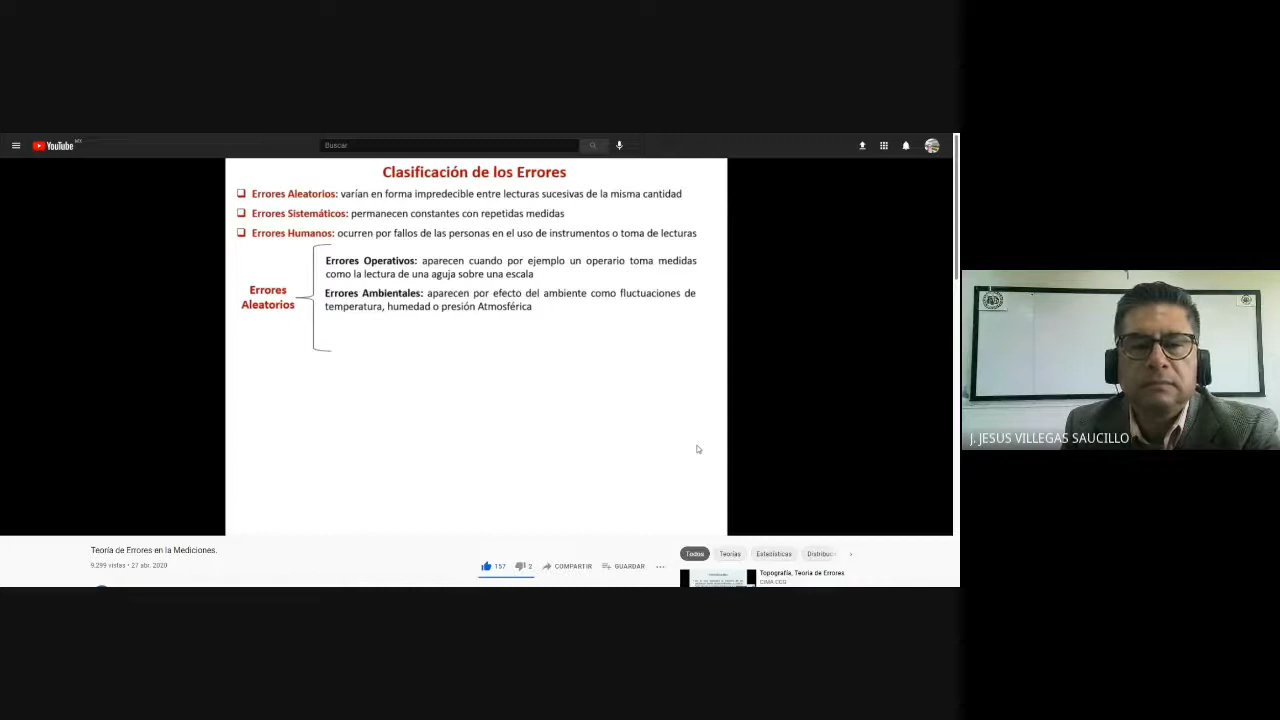 YouTube MX
Buscar
Clasificación de los Errores
Errores Aleatorios: varían en forma impredecible entre lecturas sucesivas de la misma cantidad
Errores Sistemáticos: permanecen constantes con repetidas medidas
Errores Humanos: ocurren por fallos de las personas en el uso de instrumentos o toma de lecturas
Errores
Aleatorios
Errores Operativos: aparecen cuando por ejemplo un operario toma medidas
como la lectura de una aguja sobre una escala
Errores Ambientales: aparecen por efecto del ambiente como fluctuaciones de
temperatura, humedad o presión Atmosférica
J. JESUS VILLEGAS SAUCILLO
Teoría de Errores en la Mediciones.
9,299 vistas • 27 abr. 2020
157
2
COMPARTIR
GUARDAR
Todos
Teorías
Estadísticas
Distribuc
Topografía, Teoria de Errores
CIMA CCG